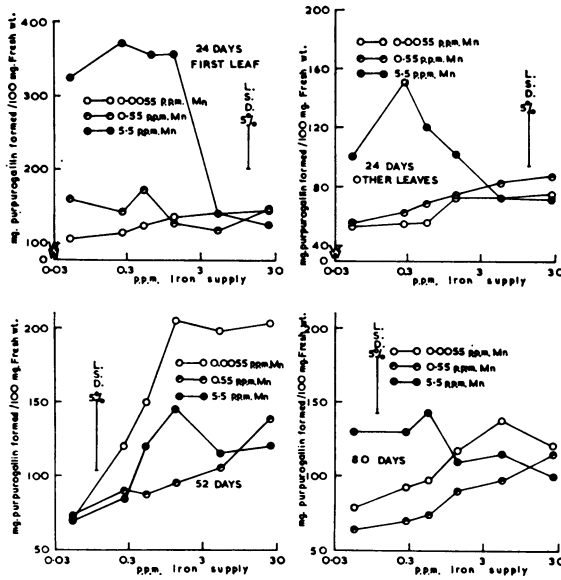 mg. purpurogallin formed/100 mg. Fresh wt.
400
300
150
100
0
24 DAYS
FIRST LEAF
0·0055 p.p.m. Mn
0·55 p.p.m. Mn
5·5 p.p.m. Mn
L.
S.
D.
5%
0·03
0·3
3
30
p.p.m. Iron supply
mg. purpurogallin formed/100 mg. Fresh wt.
160
120
80
40
0
0·0055 p.p.m. Mn
0·55 p.p.m. Mn
5·5 p.p.m. Mn
L.
S.
D.
5%
24 DAYS
OTHER LEAVES
0·03
0·3
3
30
p.p.m. Iron supply
mg. purpurogallin formed/100 mg. Fresh wt.
200
150
100
50
L.
S.
D.
5%
0·0055 p.p.m. Mn
0·55 p.p.m. Mn
5·5 p.p.m. Mn
52 DAYS
0·03
0·3
3
30
p.p.m. Iron supply
mg. purpurogallin formed/100 mg. Fresh wt.
200
150
100
50
L.
S.
D.
5%
0·0055 p.p.m. Mn
0·55 p.p.m. Mn
5·5 p.p.m. Mn
80 DAYS
0·03
0·3
3
30
p.p.m. Iron supply